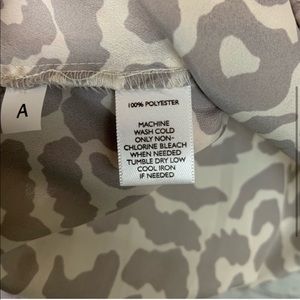 A
100% POLYESTER
MACHINE
WASH COLD
ONLY NON-
CHLORINE BLEACH
WHEN NEEDED
TUMBLE DRY LOW
COOL IRON
IF NEEDED